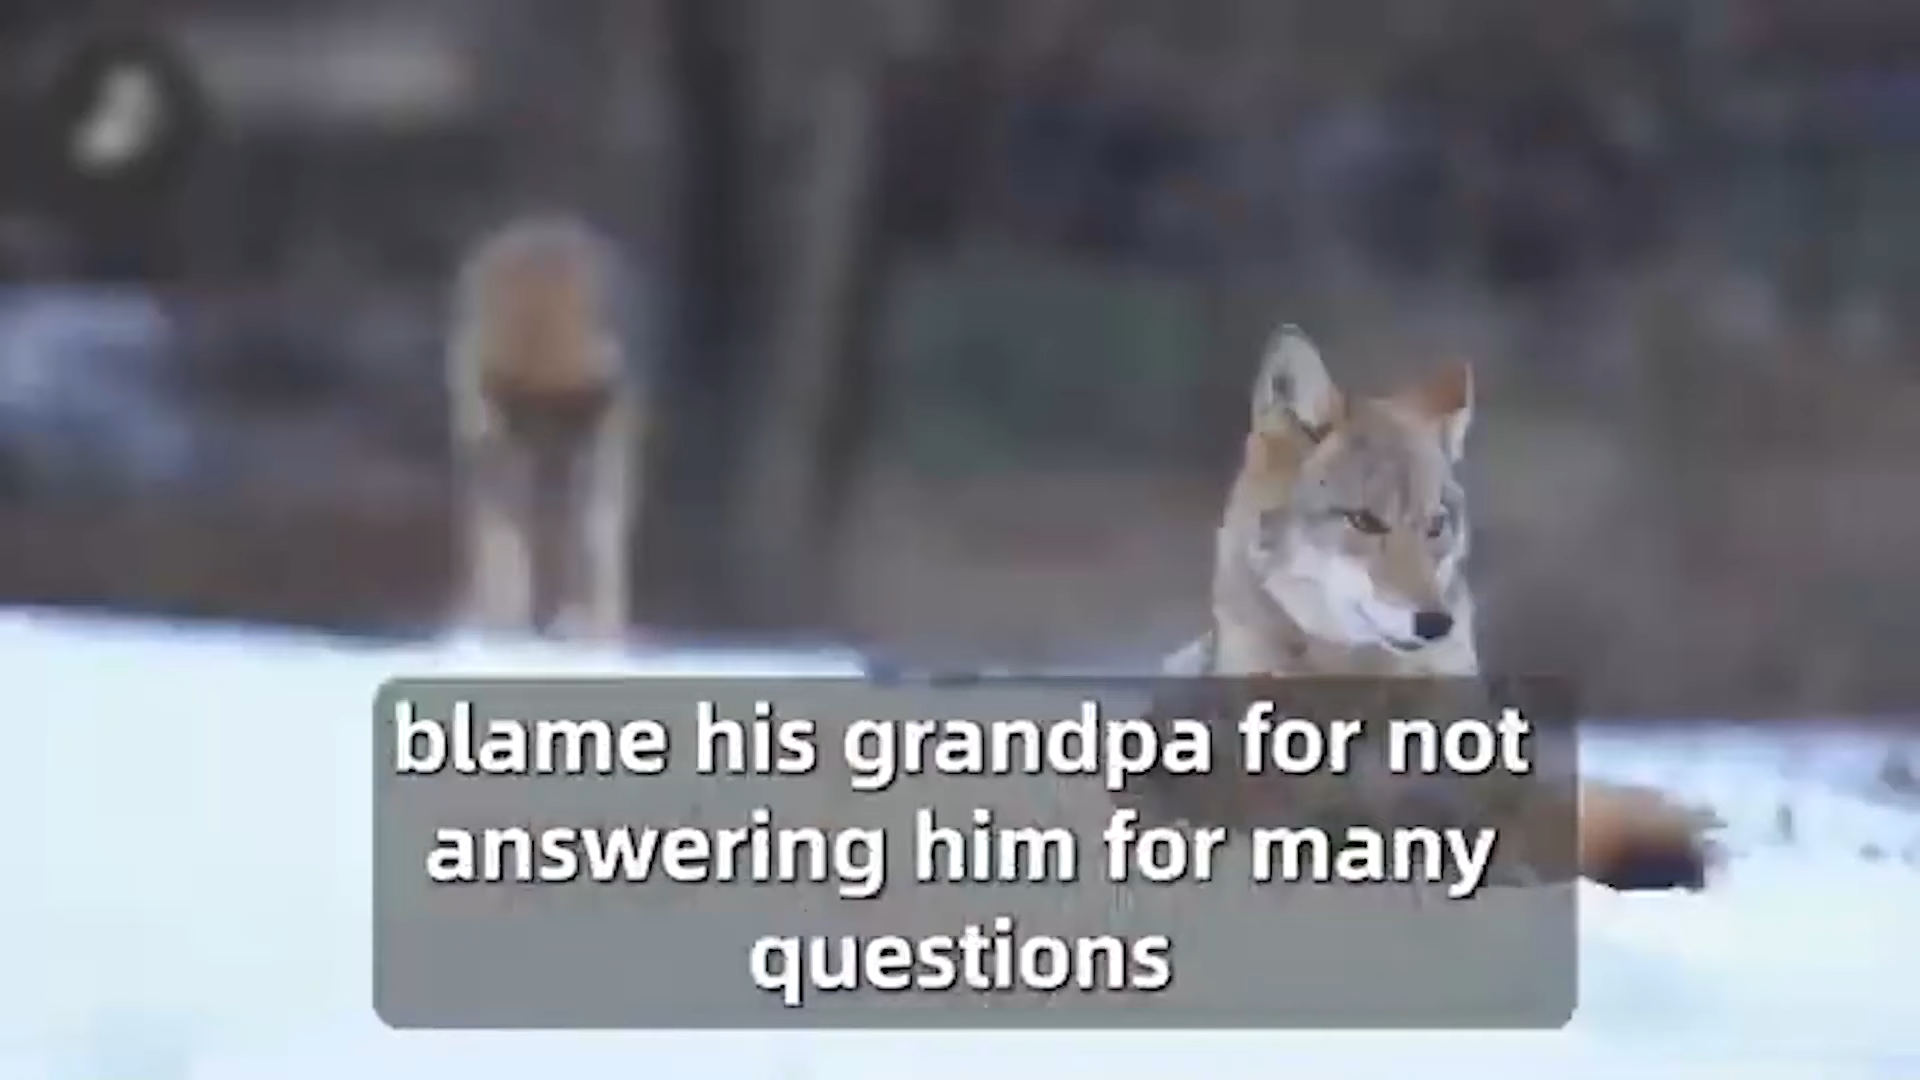 blame his grandpa for not
answering him for many
questions